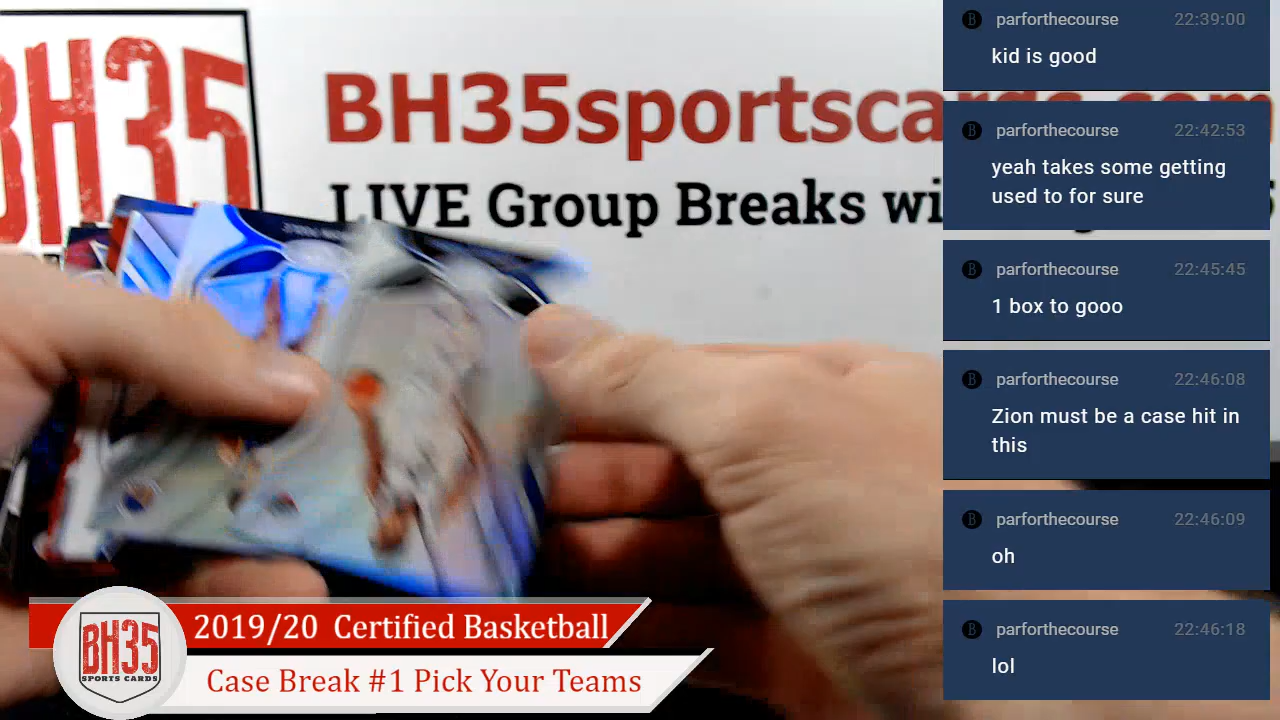 BH35
BH35sportscards.com
LIVE Group Breaks wi
parforthecourse 22:39:00
kid is good
parforthecourse 22:42:53
yeah takes some getting
used to for sure
parforthecourse 22:45:45
1 box to gooo
parforthecourse 22:46:08
Zion must be a case hit in
this
parforthecourse 22:46:09
oh
parforthecourse 22:46:18
lol
BH35
SPORTS CARDS
2019/20 Certified Basketball
Case Break #1 Pick Your Teams